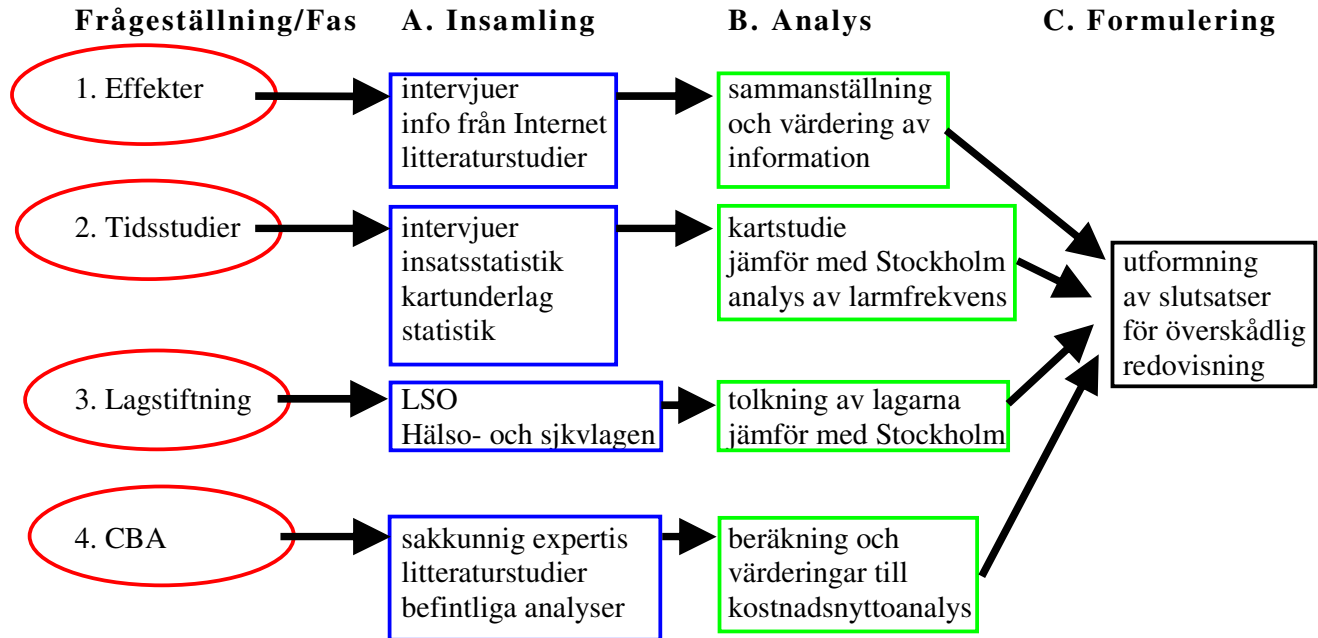 Frågeställning/Fas A. Insamling B. Analys C. Formulering
1. Effekter
intervjuer
info från Internet
litteraturstudier
sammanställning
och värdering av
information
2. Tidsstudier
intervjuer
insatsstatistik
kartunderlag
statistik
kartstudie
jämför med Stockholm
analys av larmfrekvens
3. Lagstiftning
LSO
Hälso- och sjkvlagen
tolkning av lagarna
jämför med Stockholm
4. CBA
sakkunnig expertis
litteraturstudier
befintliga analyser
beräkning och
värderingar till
kostnadsnyttoanalys
utformning
av slutsatser
för överskådlig
redovisning